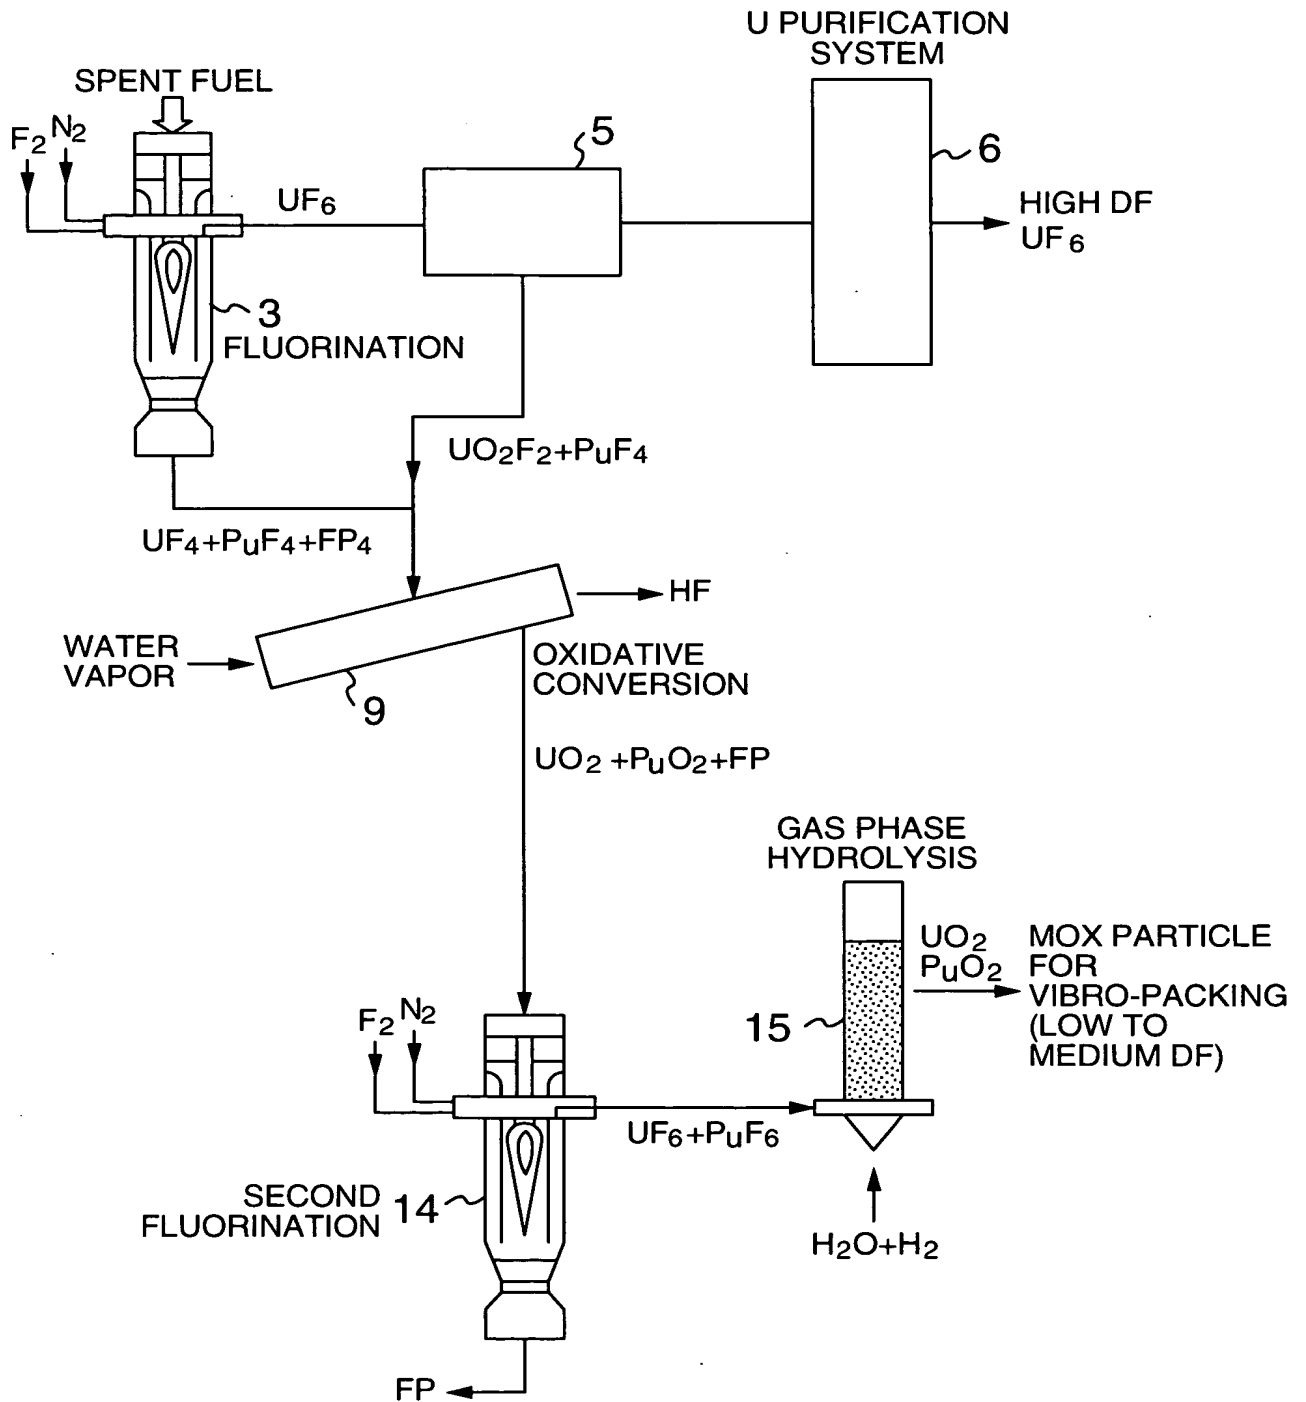 U PURIFICATION
SYSTEM
SPENT FUEL
F2
N2
5
6
UF6
HIGH DF
UF6
3
FLUORINATION
UO2F2+PuF4
UF4+PuF4+FP4
HF
WATER
VAPOR
OXIDATIVE
CONVERSION
9
UO2 +PuO2+FP
GAS PHASE
HYDROLYSIS
UO2
PuO2
MOX PARTICLE
FOR
VIBRO-PACKING
(LOW TO
MEDIUM DF)
F2
N2
15
UF6+PuF6
SECOND
FLUORINATION
14
H2O+H2
FP